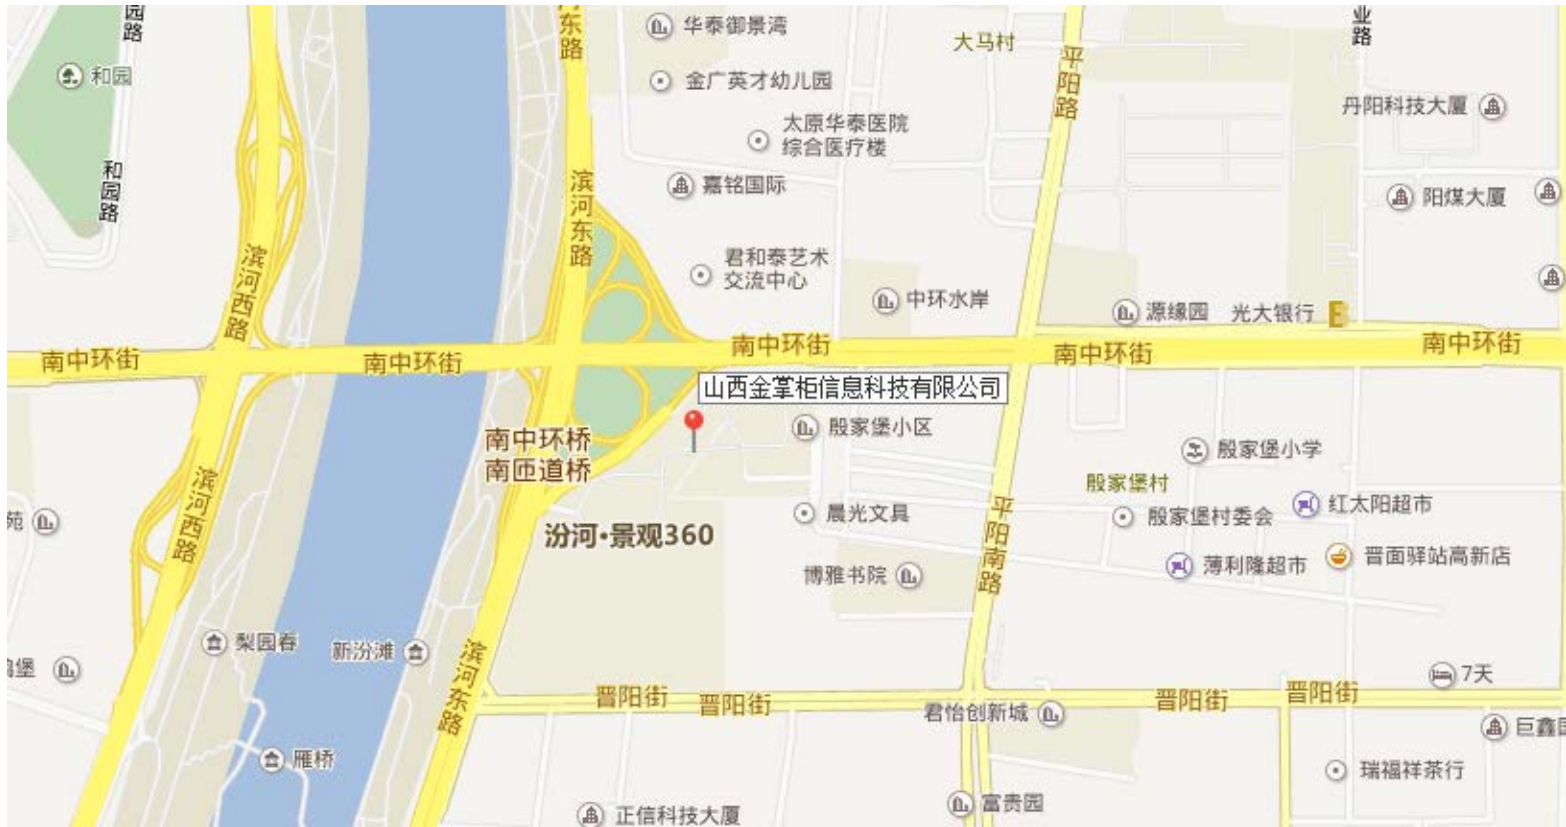 园路
和园
和园路
滨河西路
河东路
华泰御景湾
金广英才幼儿园
太原华泰医院
综合医疗楼
嘉铭国际
滨河东路
君和泰艺术
交流中心
中环水岸
大马村
平阳路
业路
丹阳科技大厦
阳煤大厦
源缘园
光大银行
南中环街
南中环街
南中环街
南中环街
南中环街
山西金掌柜信息科技有限公司
南中环桥
南匝道桥
殷家堡小区
殷家堡小学
殷家堡村
红太阳超市
殷家堡村委会
晨光文具
汾河·景观360
滨河西路
苑
平阳南路
博雅书院
薄利隆超市
晋面驿站高新店
梨园春
新汾滩
堡
滨河东路
晋阳街
晋阳街
晋阳街
晋阳街
7天
君怡创新城
巨鑫
雁桥
瑞福祥茶行
正信科技大厦
富贵园